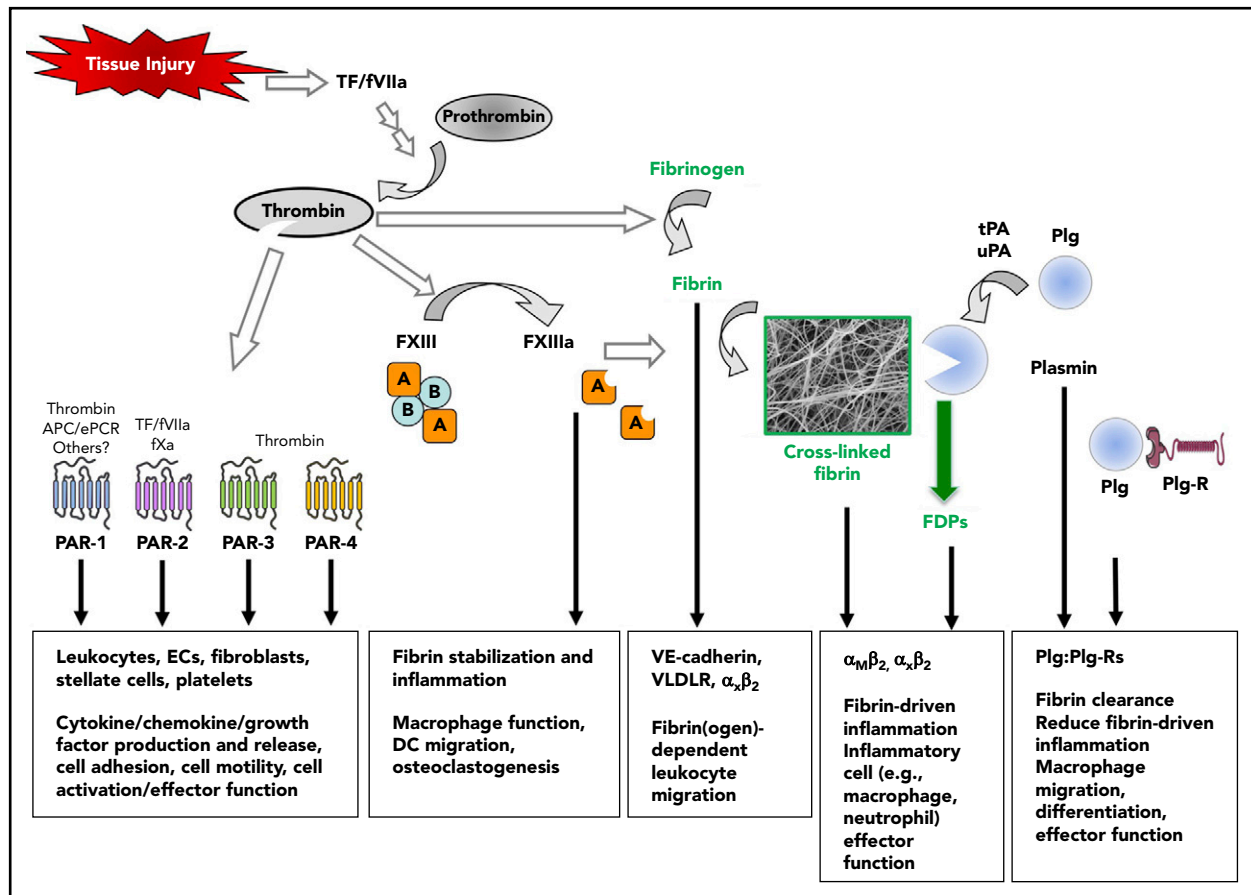 Tissue Injury
TF/fVIIa
Prothrombin
Thrombin
Fibrinogen
Fibrin
tPA
uPA
Plg
FXIII
FXIIIa
A
B
B
A
A
A
Cross-linked
fibrin
Plasmin
Plg
Plg-R
FDPs
Thrombin
APC/ePCR
Others?
TF/fVIIa
fXa
Thrombin
PAR-1
PAR-2
PAR-3
PAR-4
Leukocytes, ECs, fibroblasts,
stellate cells, platelets
Cytokine/chemokine/growth
factor production and release,
cell adhesion, cell motility, cell
activation/effector function
Fibrin stabilization and
inflammation
Macrophage function,
DC migration,
osteoclastogenesis
VE-cadherin,
VLDLR, αxβ2
Fibrin(ogen)-
dependent
leukocyte
migration
αMβ2, αxβ2
Fibrin-driven
inflammation
Inflammatory
cell (e.g.,
macrophage,
neutrophil)
effector
function
Plg:Plg-Rs
Fibrin clearance
Reduce fibrin-driven
inflammation
Macrophage
migration,
differentiation,
effector function